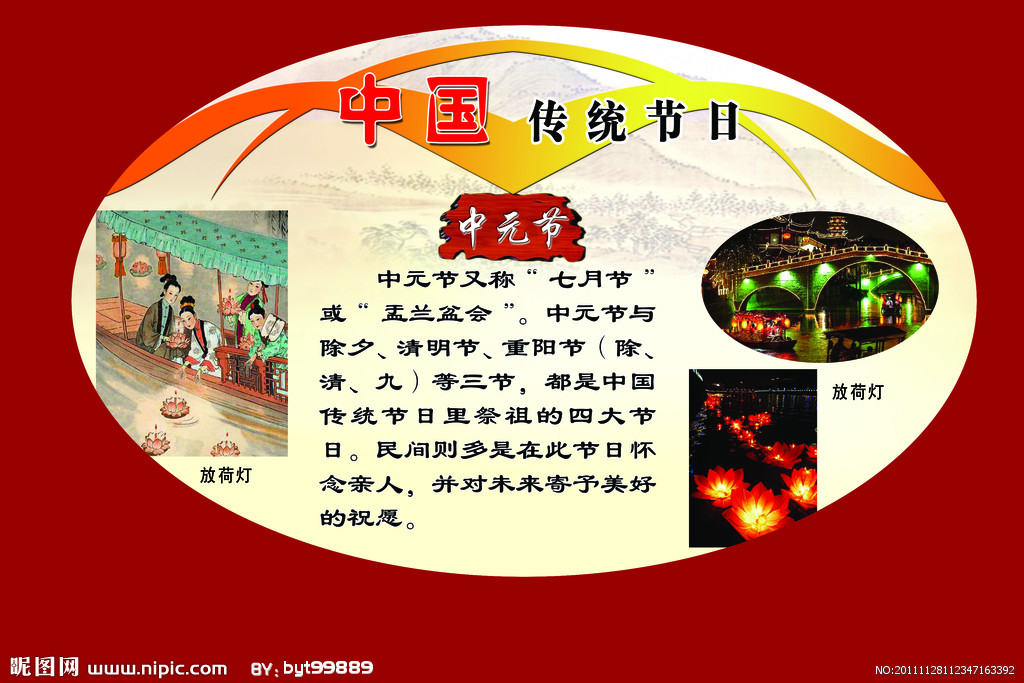 中国 传统节日
中元节
中元节又称“七月节”
或“盂兰盆会”。中元节与
除夕、清明节、重阳节（除、
清、九）等三节，都是中国
传统节日里祭祖的四大节
日。民间则多是在此节日怀
念亲人，并对未来寄予美好
的祝愿。
放荷灯
放荷灯
昵图网 www.nipic.com BY:byt99889
NO:20111128112347163392